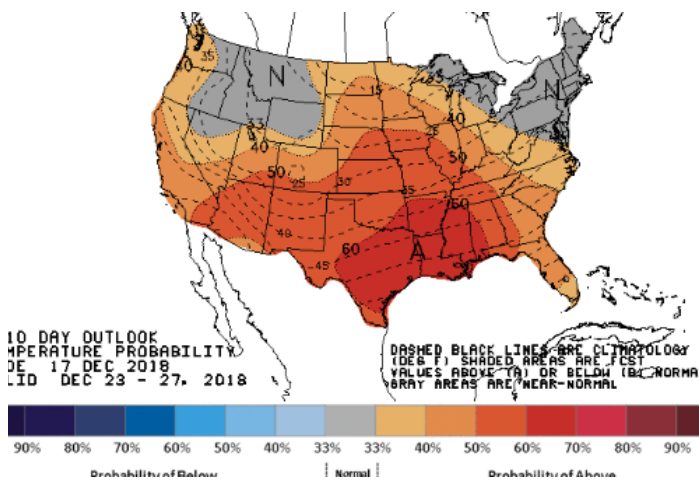 35
N
N
15
33
40
40
25
50
50
25
30
35
60
40
60
A
45
10 DAY OUTLOOK
MPERATURE PROBABILITY
DE 17 DEC 2018
LID DEC 23 - 27, 2018
DASHED BLACK LINES ARE CLIMATOLOGY
(DEG F) SHADED AREAS ARE FCST
VALUES ABOVE (A) OR BELOW (B) NORMA
GRAY AREAS ARE NEAR-NORMAL
90% 80% 70% 60% 50% 40% 33% 33% 40% 50% 60% 70% 80% 90%
Probability of Below Normal Probability of Above